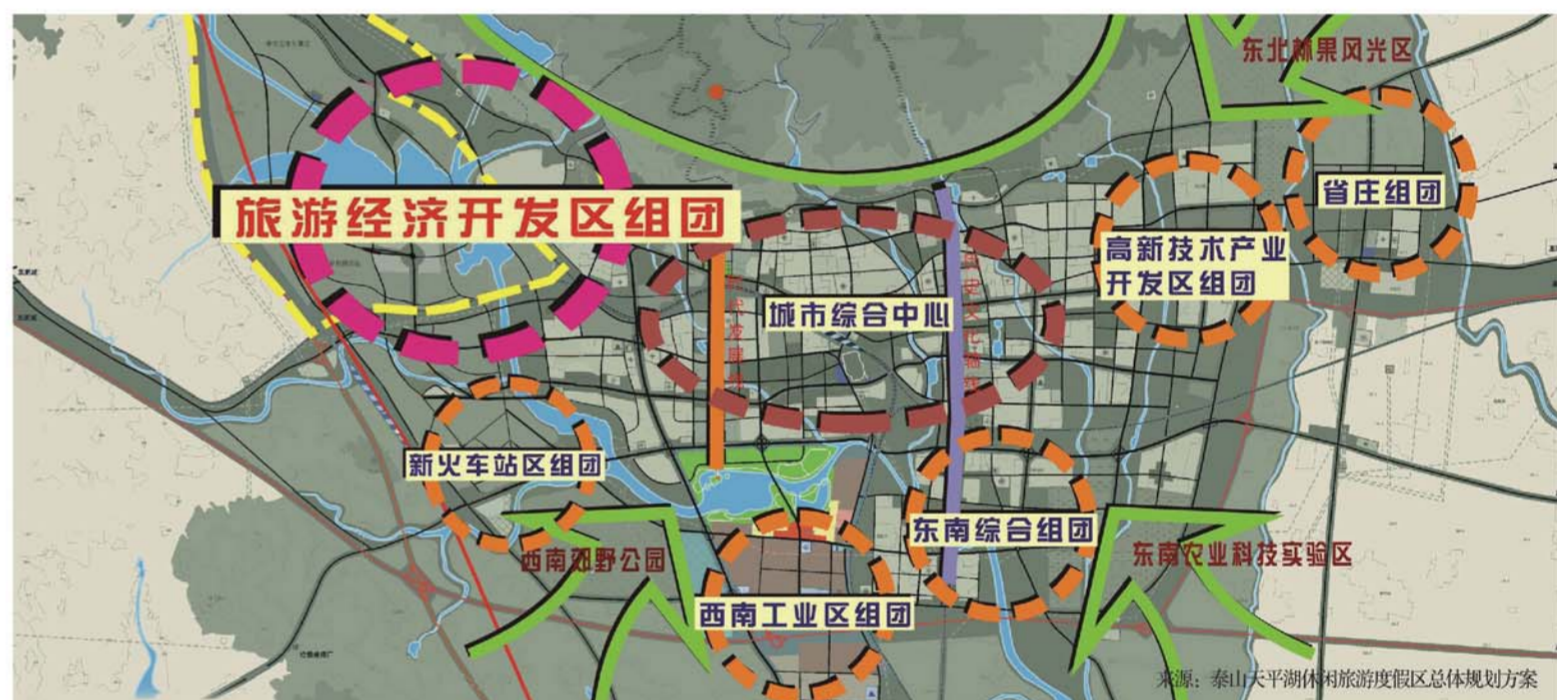 东北林果风光区
省庄组团
旅游经济开发区组团
高新技术产业
开发区组团
城市综合中心
新火车站区组团
西南郊野公园
东南综合组团
东南农业科技实验区
西南工业区组团
来源：泰山天平湖休闲旅游度假区总体规划方案